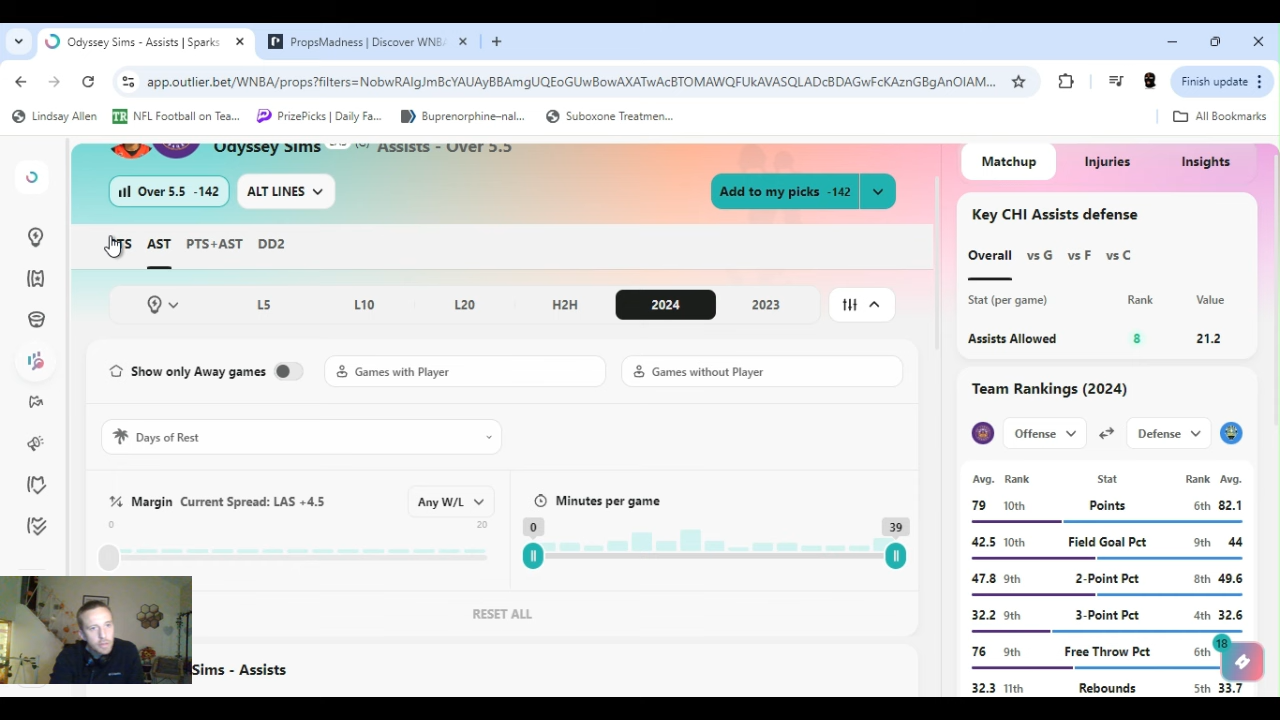 Odyssey Sims - Assists | Sparks
PropsMadness | Discover WNB
app.outlier.bet/WNBA/props?filters=NobwRAlgJmBcYAUAyBBAmgUQEoGUwBowAXATwAcBTOMAWQFUkAVASQLADcBDAGwFcKAznGBgAnOIAM...
Finish update
Lindsay Allen
TR NFL Football on Tea...
PrizePicks | Daily Fa...
Buprenorphine–nal...
Suboxone Treatmen...
All Bookmarks
Odyssey Sims LAS Assists - Over 5.5
Over 5.5 -142
ALT LINES
Add to my picks -142
PTS AST PTS+AST DD2
L5 L10 L20 H2H 2024 2023
Show only Away games
Games with Player
Games without Player
Days of Rest
Margin Current Spread: LAS +4.5
Any W/L
0 20
Minutes per game
0 39
RESET ALL
Sims - Assists
Matchup Injuries Insights
Key CHI Assists defense
Overall vs G vs F vs C
Stat (per game) Rank Value
Assists Allowed 8 21.2
Team Rankings (2024)
Offense Defense
Avg. Rank Stat Rank Avg.
79 10th Points 6th 82.1
42.5 10th Field Goal Pct 9th 44
47.8 9th 2-Point Pct 8th 49.6
32.2 9th 3-Point Pct 4th 32.6
76 9th Free Throw Pct 6th
18
32.3 11th Rebounds 5th 33.7